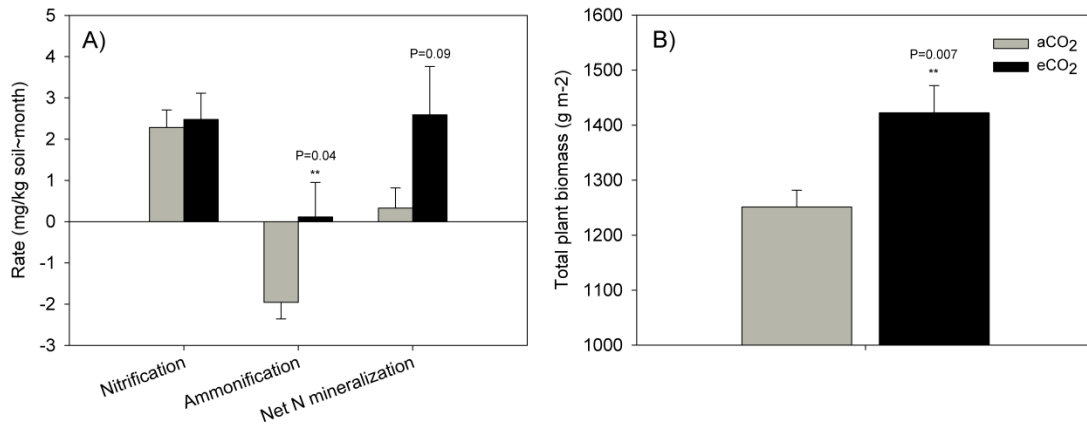 A)
Rate (mg/kg soil~month)
5
4
3
2
1
0
-1
-2
-3
P=0.04
**
P=0.09
Nitrification
Ammonification
Net N mineralization
B)
Total plant biomass (g m-2)
1600
1500
1400
1300
1200
1100
1000
P=0.007
**
aCO₂
eCO₂